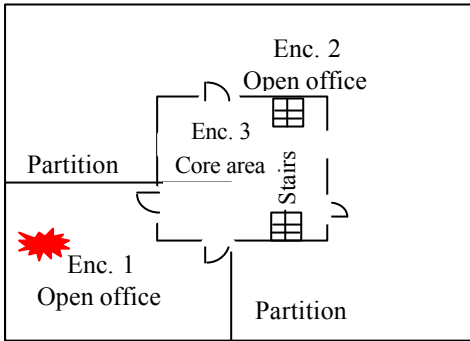 Enc. 2
Open office
Enc. 3
Core area
Stairs
Partition
Enc. 1
Open office
Partition